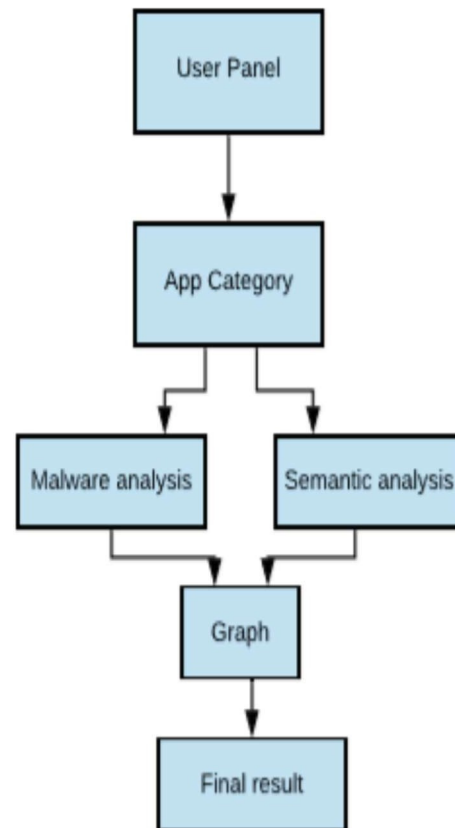 User Panel
App Category
Malware analysis
Semantic analysis
Graph
Final result